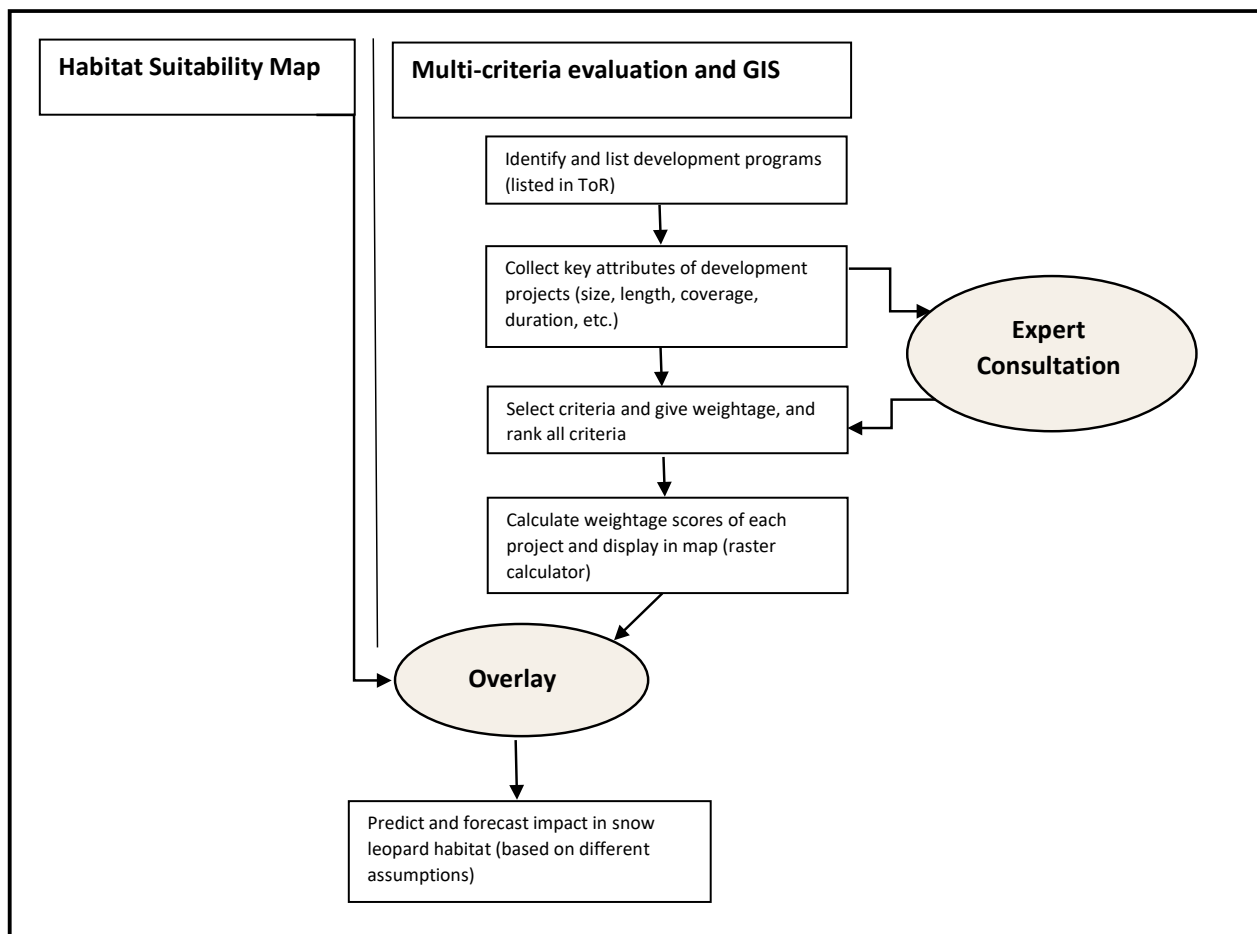 Habitat Suitability Map
Multi-criteria evaluation and GIS
Identify and list development programs
(listed in ToR)
Collect key attributes of development
projects (size, length, coverage,
duration, etc.)
Expert
Consultation
Select criteria and give weightage, and
rank all criteria
Calculate weightage scores of each
project and display in map (raster
calculator)
Overlay
Predict and forecast impact in snow
leopard habitat (based on different
assumptions)